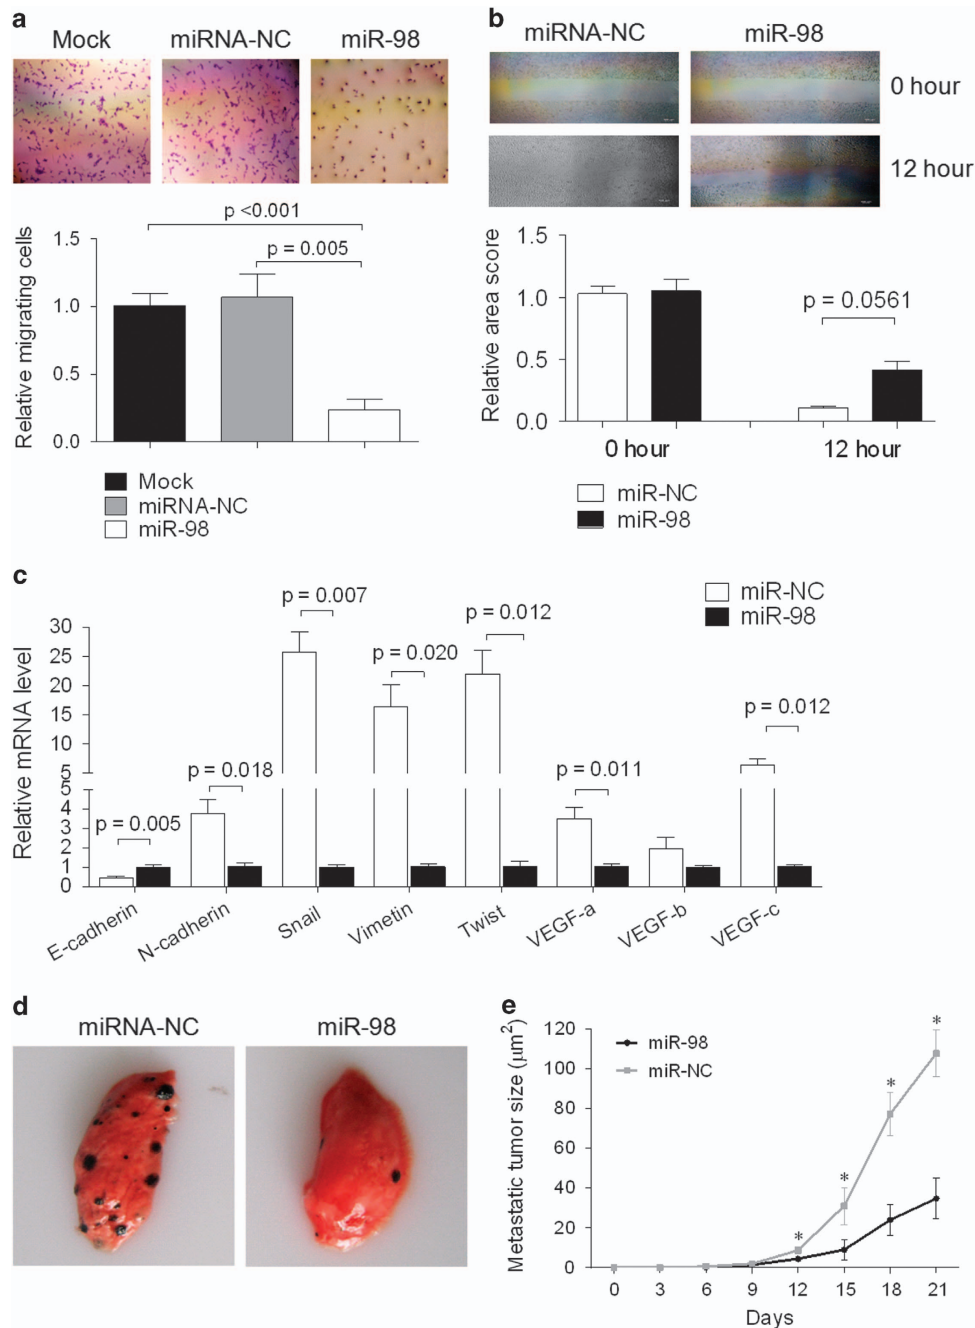 a
Mock miRNA-NC miR-98
p <0.001
p = 0.005
Relative migrating cells
1.5
1.0
0.5
0.0
Mock
miRNA-NC
miR-98
b
miRNA-NC miR-98
0 hour
12 hour
Relative area score
1.5
1.0
0.5
0.0
p = 0.0561
0 hour 12 hour
miR-NC
miR-98
c
miR-NC
miR-98
Relative mRNA level
30
25
20
15
10
5
5
4
3
2
1
0
p = 0.005
p = 0.018
p = 0.007
p = 0.020
p = 0.012
p = 0.011
p = 0.012
E-cadherin
N-cadherin
Snail
Vimetin
Twist
VEGF-a
VEGF-b
VEGF-c
d
miRNA-NC miR-98
e
Metastatic tumor size (µm²)
120
100
80
60
40
20
0
miR-98
miR-NC
* * * *
0 3 6 9 12 15 18 21
Days